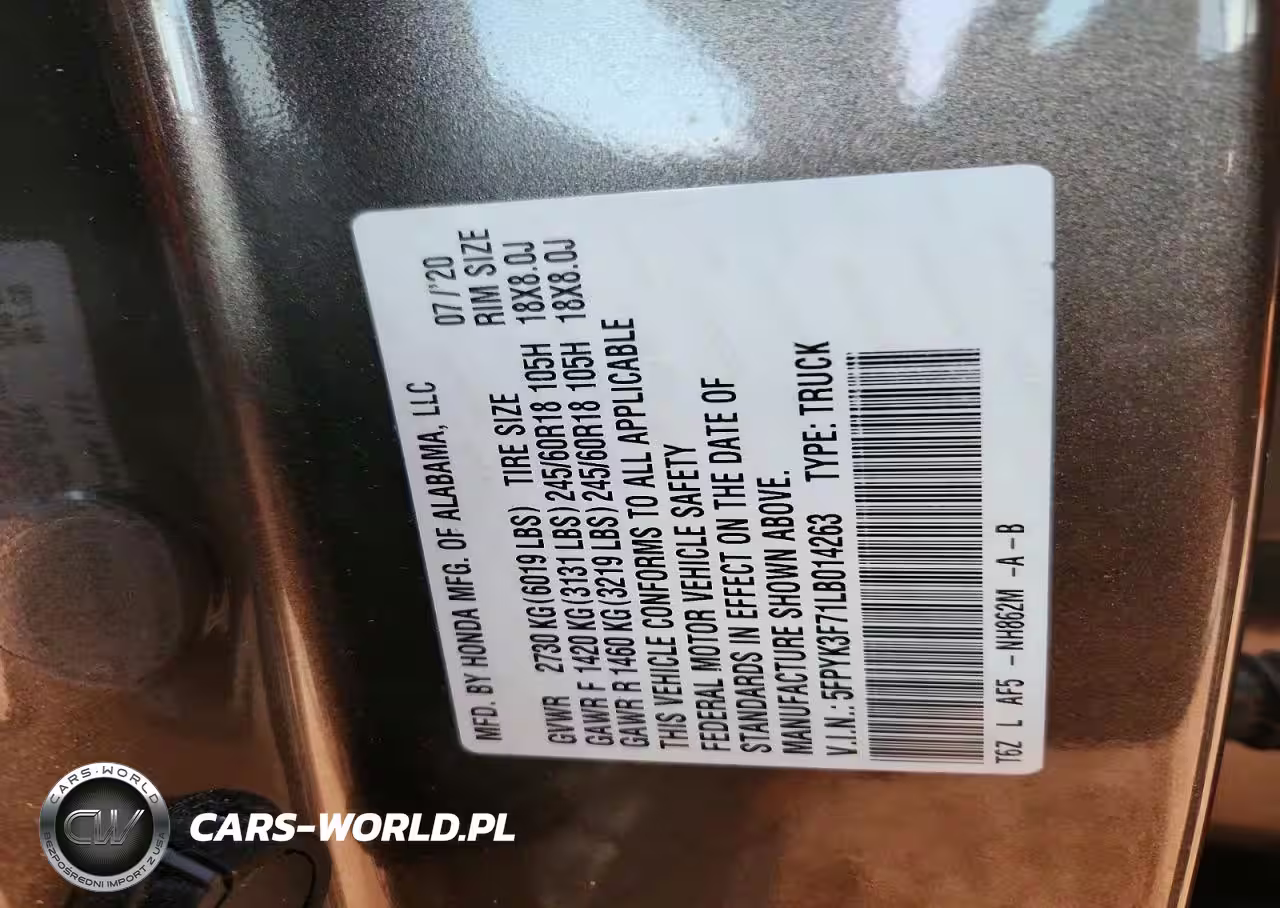 MFD. BY HONDA MFG. OF ALABAMA, LLC 07/'20
GVWR 2730 KG (6019 LBS) TIRE SIZE RIM SIZE
GAWR F 1420 KG (3131 LBS) 245/60R18 105H 18X8.0J
GAWR R 1460 KG (3219 LBS) 245/60R18 105H 18X8.0J
THIS VEHICLE CONFORMS TO ALL APPLICABLE
FEDERAL MOTOR VEHICLE SAFETY
STANDARDS IN EFFECT ON THE DATE OF
MANUFACTURE SHOWN ABOVE.
V.I.N.: 5FPYK3F71LB014263 TYPE: TRUCK
T6Z L AF5 -NH862M -A-B
CARS-WORLD
CW
BEZPOŚREDNI IMPORT Z USA
CARS-WORLD.PL